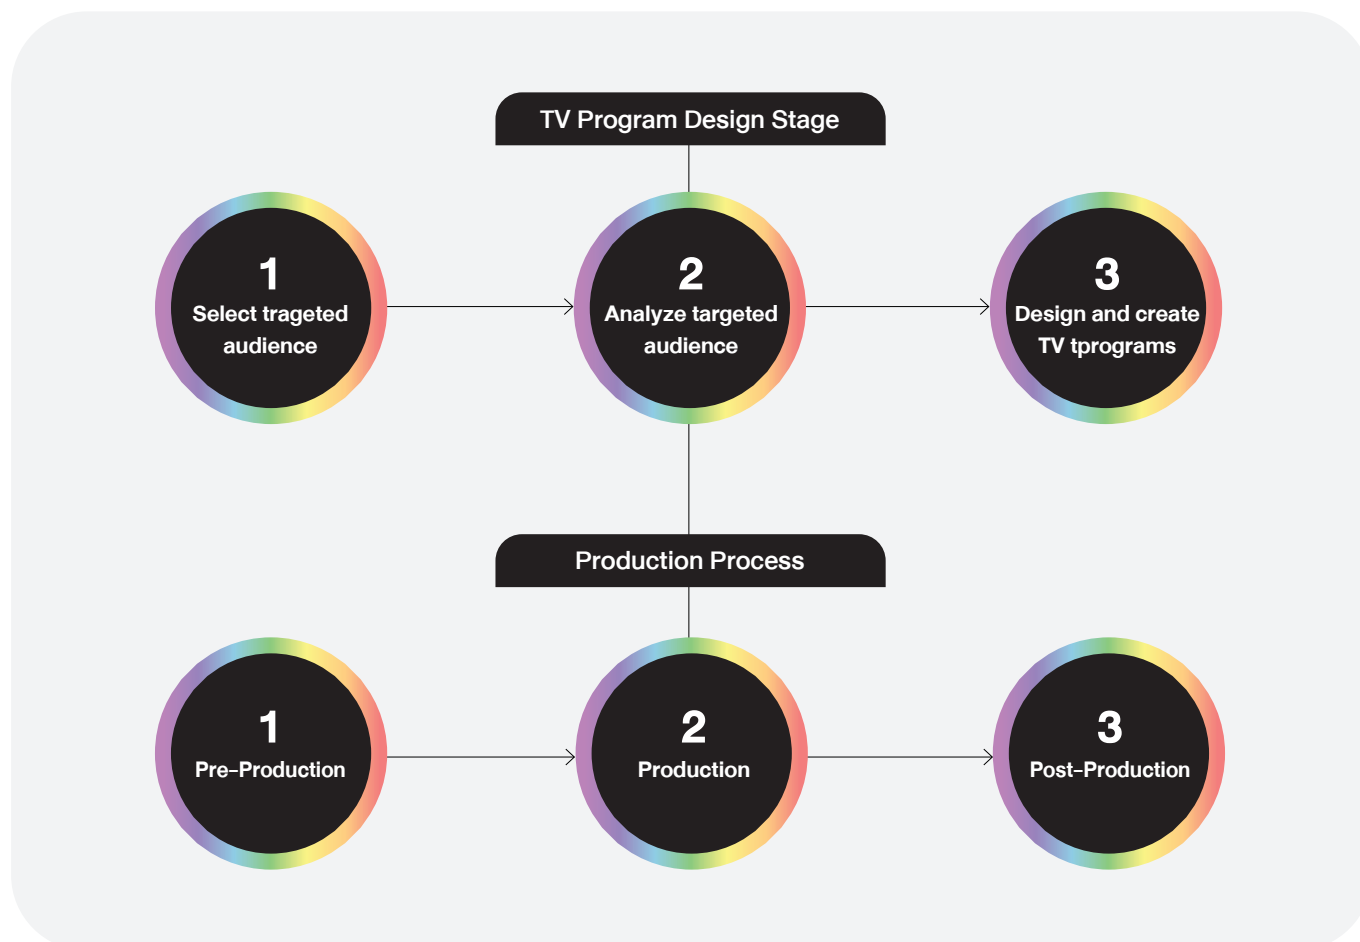 TV Program Design Stage
1
Select trageted
audience
2
Analyze targeted
audience
3
Design and create
TV tprograms
Production Process
1
Pre–Production
2
Production
3
Post–Production